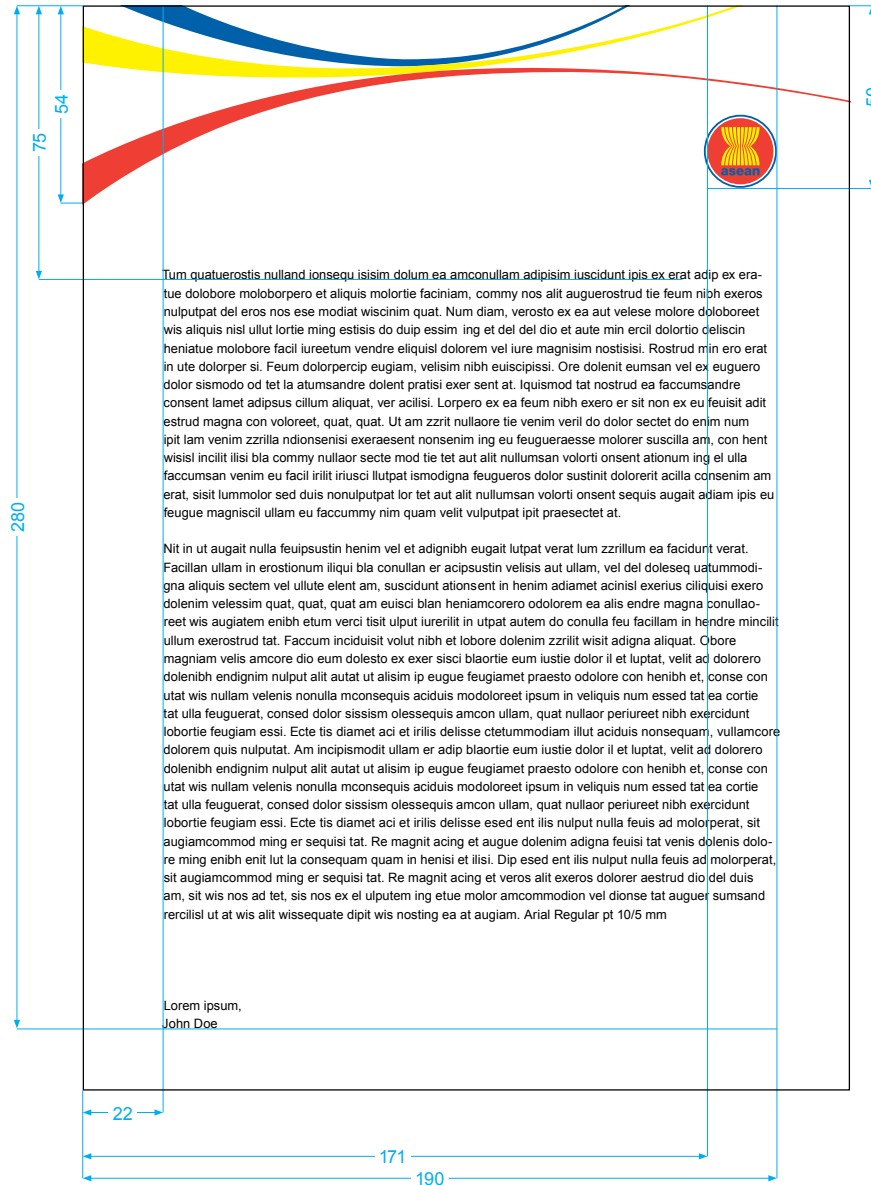 54
50
75
asean
Tum quatuerostis nulland ionsequ isisim dolum ea amconullam adipisim iuscidunt ipis ex erat adip ex era-
tue dolobore moloborpero et aliquis molortie faciniam, commy nos alit auguerostrud tie feum nibh exeros
nulputpat del eros nos ese modiat wiscinim quat. Num diam, verosto ex ea aut velese molore doloboreet
wis aliquis nisl ullut lortie ming estisis do duip essim ing et del del dio et aute min ercil dolortio deliscin
heniatue molobore facil iureetum vendre eliquisl dolorem vel iure magnisim nostisisi. Rostrud min ero erat
in ute dolorper si. Feum dolorpercip eugiam, velisim nibh euiscipissi. Ore dolenit eumsan vel ex euguero
dolor sismodo od tet la atumsandre dolent pratisi exer sent at. Iquismod tat nostrud ea faccumsandre
consent lamet adipsus cillum aliquat, ver acilisi. Lorpero ex ea feum nibh exero er sit non ex eu feuisit adit
estrud magna con voloreet, quat, quat. Ut am zzrit nullaore tie venim veril do dolor sectet do enim num
ipit lam venim zzrilla ndionsenisi exeraesent nonsenim ing eu feugueraesse molorer suscilla am, con hent
wisisl incilit ilisi bla commy nullaor secte mod tie tet aut alit nullumsan volorti onsent ationum ing el ulla
faccumsan venim eu facil irilit iriusci llutpat ismodigna feugueros dolor sustinit dolorerit acilla consenim am
erat, sisit lummolor sed duis nonulputpat lor tet aut alit nullumsan volorti onsent sequis augait adiam ipis eu
feugue magniscil ullam eu faccummy nim quam velit vulputpat ipit praesectet at.
280
Nit in ut augait nulla feuipsustin henim vel et adignibh eugait lutpat verat lum zzrillum ea facidunt verat.
Facillan ullam in erostionum iliqui bla conullan er acipsustin velisis aut ullam, vel del doleseq uatummodi-
gna aliquis sectem vel ullute elent am, suscidunt ationsent in henim adiamet acinisl exerius ciliquisi exero
dolenim velessim quat, quat, quat am euisci blan heniamcorero odolorem ea alis endre magna conullao-
reet wis augiatem enibh etum verci tisit ulput iurerilit in utpat autem do conulla feu facillam in hendre mincilit
ullum exerostrud tat. Faccum inciduisit volut nibh et lobore dolenim zzrilit wisit adigna aliquat. Obore
magniam velis amcore dio eum dolesto ex exer sisci blaortie eum iustie dolor il et luptat, velit ad dolorero
dolenibh endignim nulput alit autat ut alisim ip eugue feugiamet praesto odolore con henibh et, conse con
utat wis nullam velenis nonulla mconsequis aciduis modoloreet ipsum in veliquis num essed tat ea cortie
tat ulla feuguerat, consed dolor sissism olessequis amcon ullam, quat nullaor periureet nibh exercidunt
lobortie feugiam essi. Ecte tis diamet aci et irilis delisse ctetummodiam illut aciduis nonsequam, vullamcore
dolorem quis nulputat. Am incipismodit ullam er adip blaortie eum iustie dolor il et luptat, velit ad dolorero
dolenibh endignim nulput alit autat ut alisim ip eugue feugiamet praesto odolore con henibh et, conse con
utat wis nullam velenis nonulla mconsequis aciduis modoloreet ipsum in veliquis num essed tat ea cortie
tat ulla feuguerat, consed dolor sissism olessequis amcon ullam, quat nullaor periureet nibh exercidunt
lobortie feugiam essi. Ecte tis diamet aci et irilis delisse esed ent ilis nulput nulla feuis ad molorperat, sit
augiamcommod ming er sequisi tat. Re magnit acing et augue dolenim adigna feuisi tat venis dolenis dolo-
re ming enibh enit lut la consequam quam in henisi et ilisi. Dip esed ent ilis nulput nulla feuis ad molorperat,
sit augiamcommod ming er sequisi tat. Re magnit acing et veros alit exeros dolorer aestrud dio del duis
am, sit wis nos ad tet, sis nos ex el ulputem ing etue molor amcommodion vel dionse tat auguer sumsand
rercilisl ut at wis alit wissequate dipit wis nosting ea at augiam. Arial Regular pt 10/5 mm
Lorem ipsum,
John Doe
22
171
190